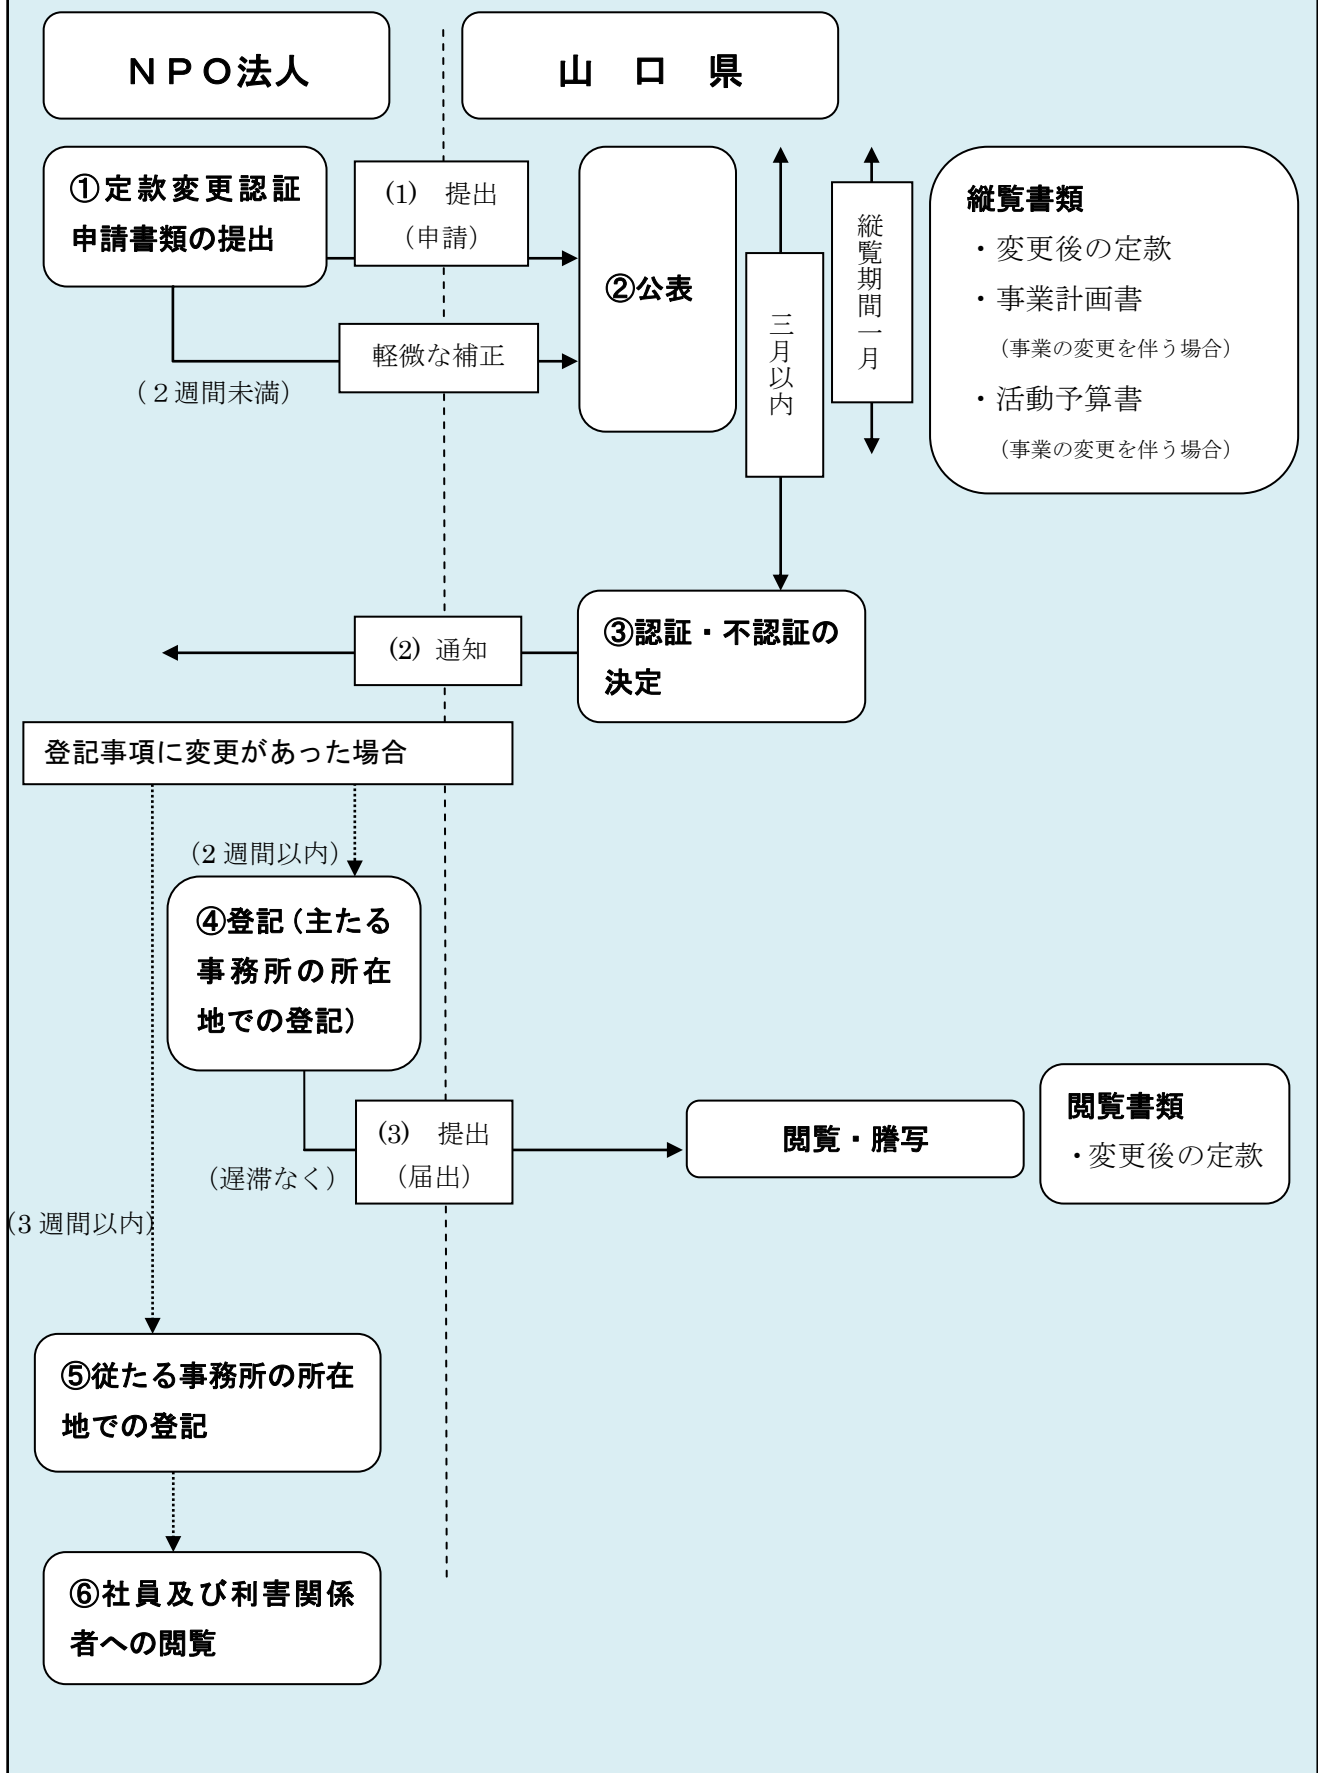 ＮＰＯ法人
山　口　県
①定款変更認証
申請書類の提出
(1)　提出
（申請）
軽微な補正
（２週間未満）
②公表
三月以内
縦覧期間一月
縦覧書類
・変更後の定款
・事業計画書
（事業の変更を伴う場合）
・活動予算書
（事業の変更を伴う場合）
③認証・不認証の
決定
(2) 通知
登記事項に変更があった場合
（2 週間以内）
④登記（主たる
事務所の所在
地での登記）
(3)　提出
（届出）
（遅滞なく）
閲覧・謄写
閲覧書類
・変更後の定款
（3 週間以内）
⑤従たる事務所の所在
地での登記
⑥社員及び利害関係
者への閲覧